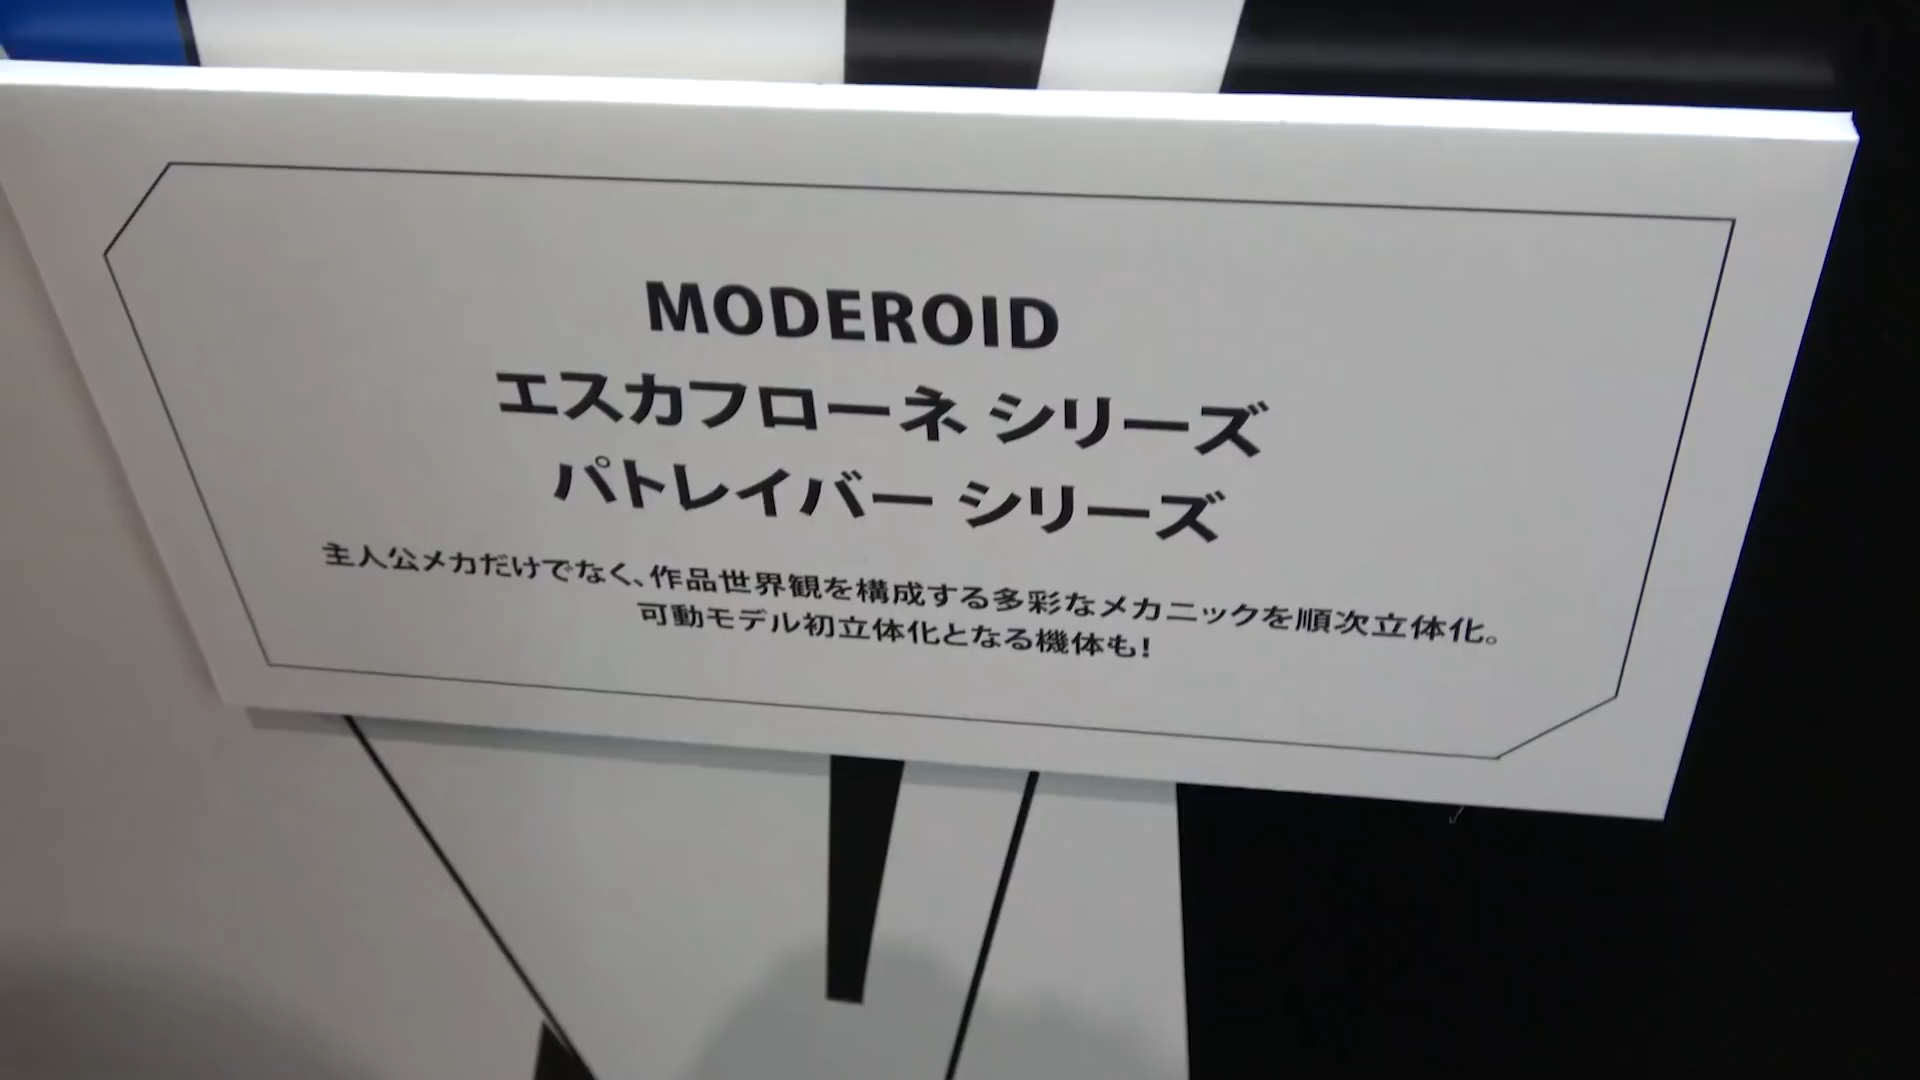 MODEROID
エスカフローネ シリーズ
パトレイバー シリーズ
主人公メカだけでなく、作品世界観を構成する多彩なメカニックを順次立体化。
可動モデル初立体化となる機体も!